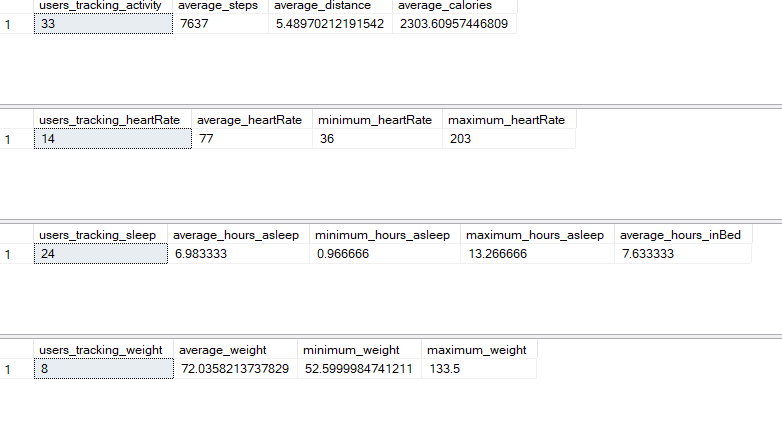 users_tracking_activity average_steps average_distance average_calories
1 33 7637 5.48970212191542 2303.60957446809
users_tracking_heartRate average_heartRate minimum_heartRate maximum_heartRate
1 14 77 36 203
users_tracking_sleep average_hours_asleep minimum_hours_asleep maximum_hours_asleep average_hours_inBed
1 24 6.983333 0.966666 13.266666 7.633333
users_tracking_weight average_weight minimum_weight maximum_weight
1 8 72.0358213737829 52.5999984741211 133.5